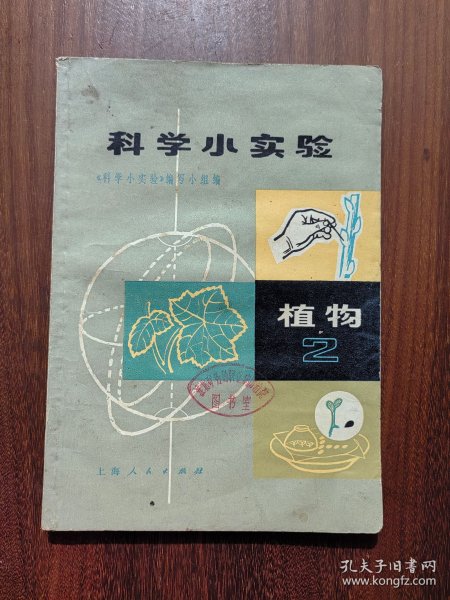 科学小实验
《科学小实验》编写小组编
植物
2
图书室
上海人民出版社
孔夫子旧书网
www.kongfz.com